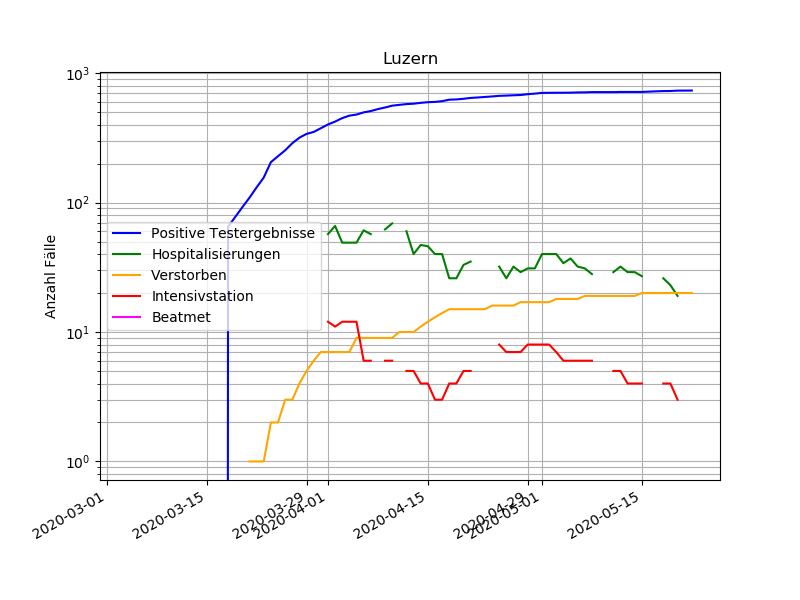 Luzern
Anzahl Fälle
10³
10²
10¹
10⁰
Positive Testergebnisse
Hospitalisierungen
Verstorben
Intensivstation
Beatmet
2020-03-01
2020-03-15
2020-03-29
2020-04-01
2020-04-15
2020-04-29
2020-05-01
2020-05-15